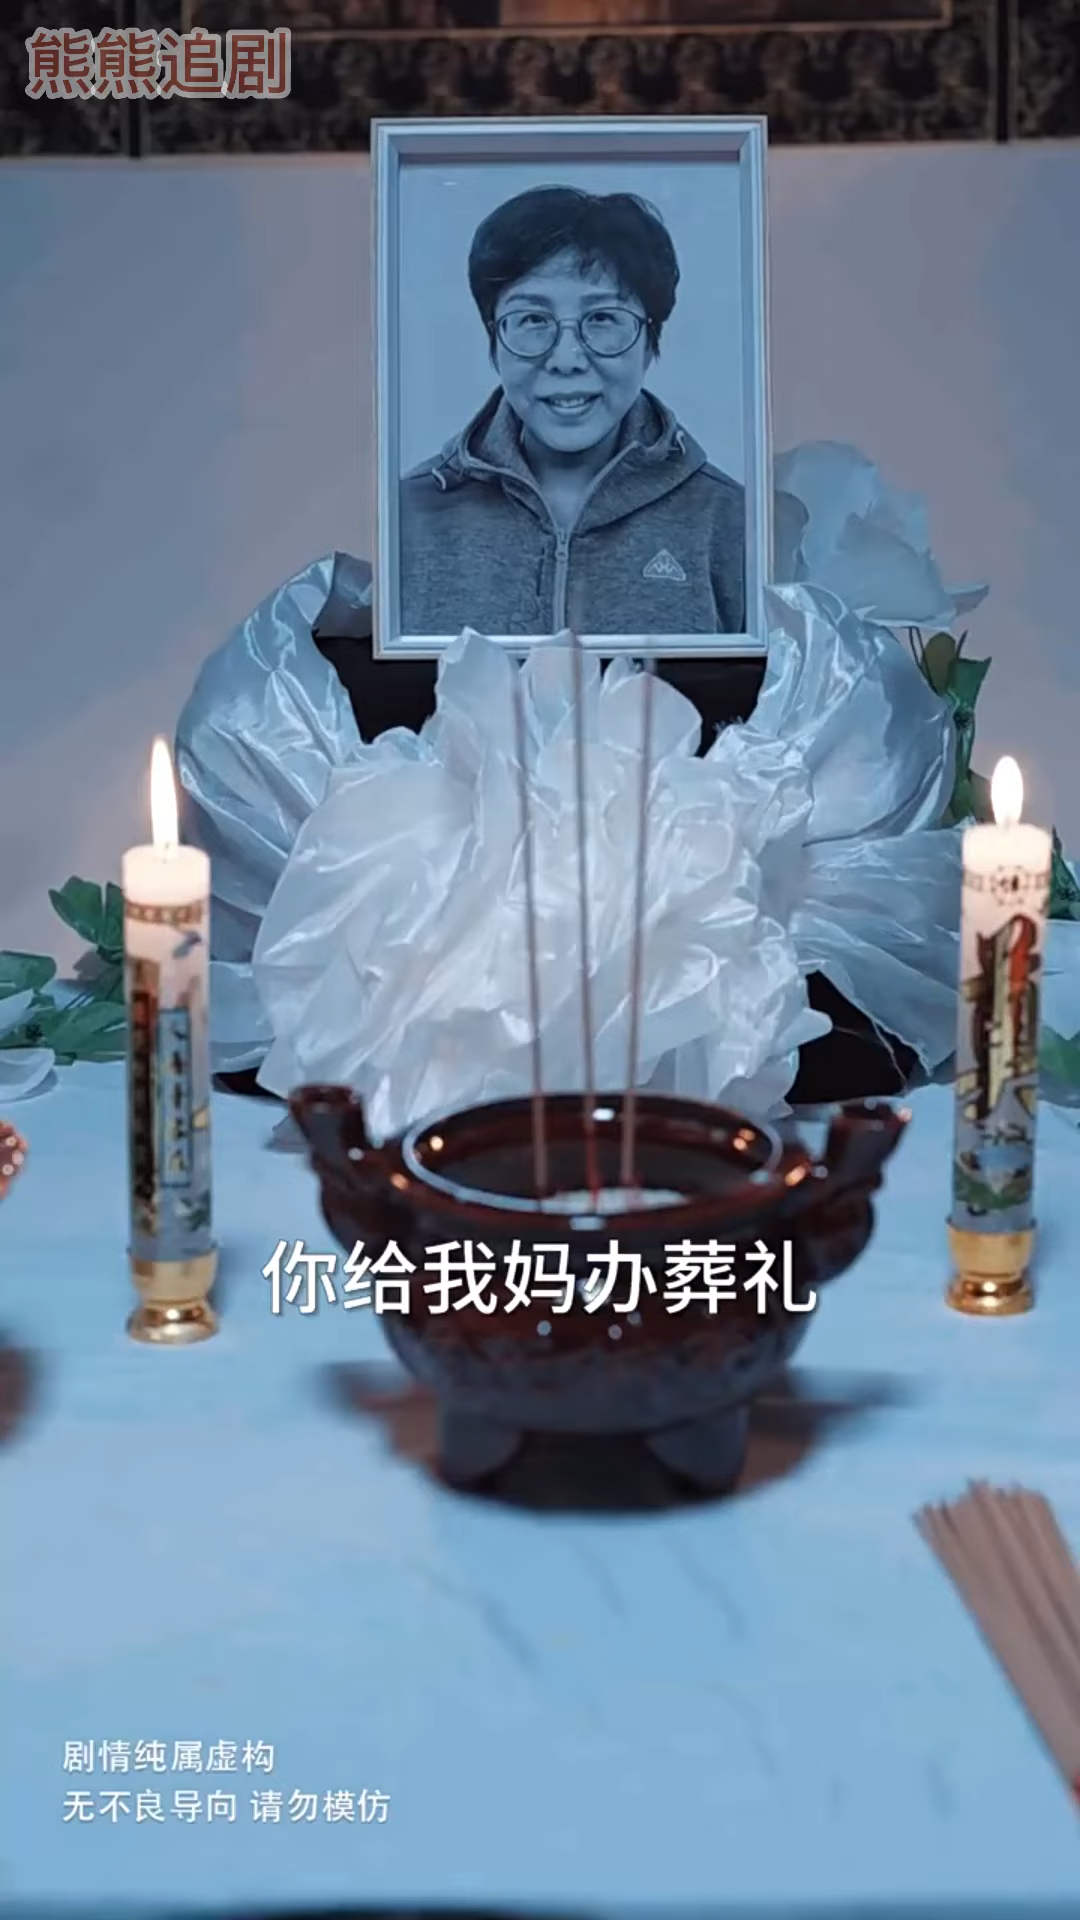 熊熊追剧
你给我妈办葬礼
剧情纯属虚构
无不良导向 请勿模仿